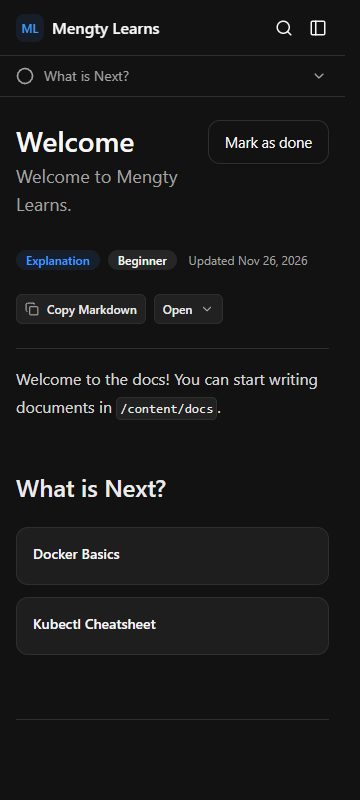 ML Mengty Learns
What is Next?
Welcome
Mark as done
Welcome to Mengty
Learns.
Explanation Beginner Updated Nov 26, 2026
Copy Markdown Open
Welcome to the docs! You can start writing
documents in /content/docs.
What is Next?
Docker Basics
Kubectl Cheatsheet